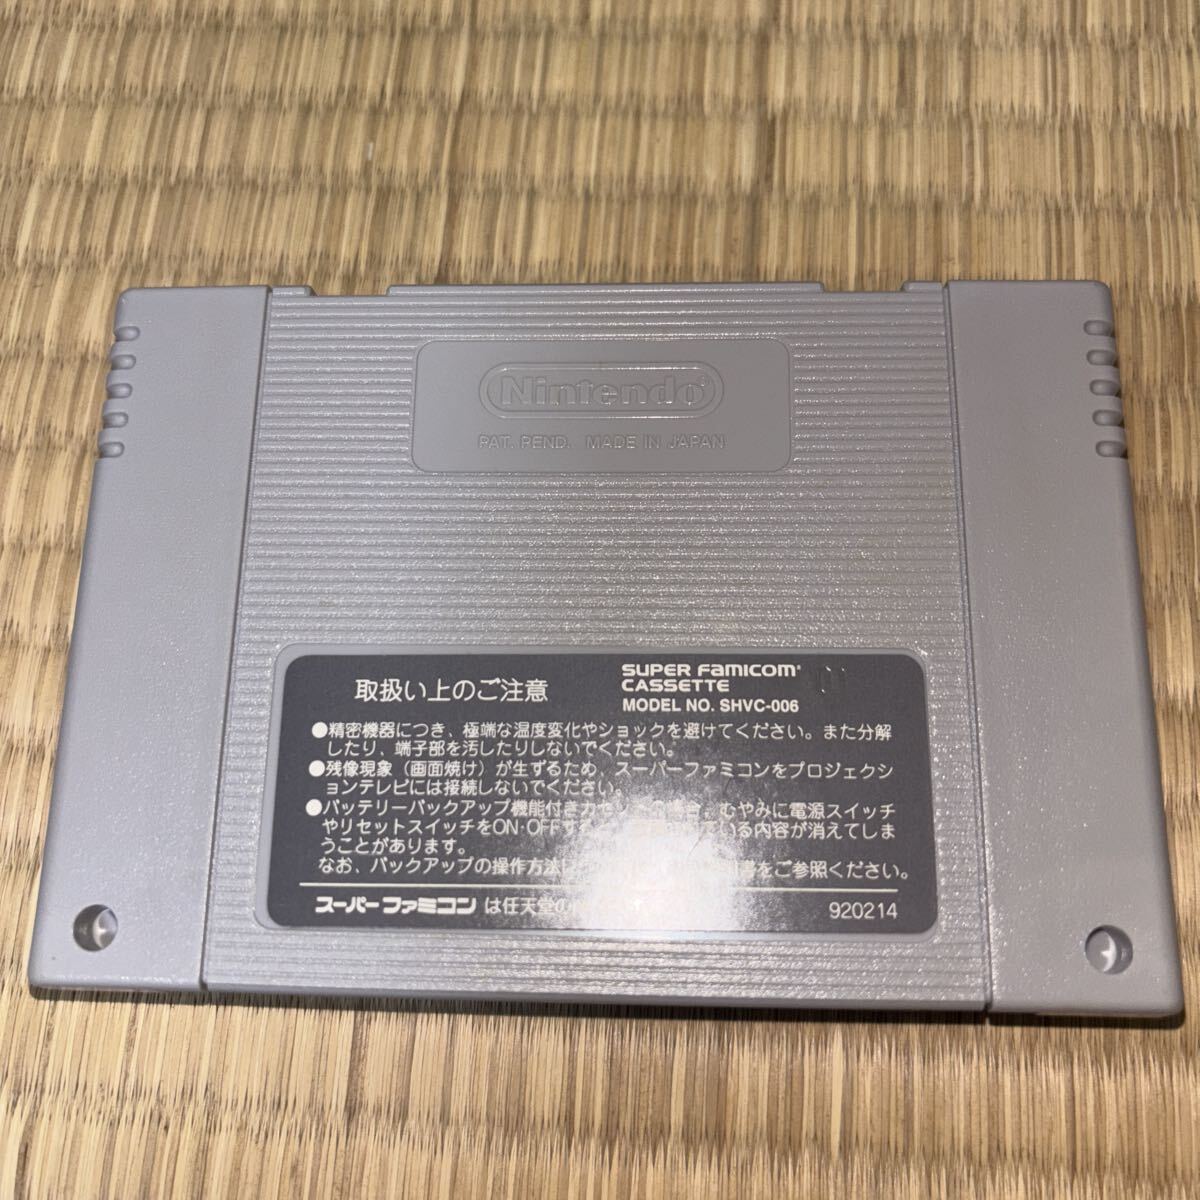 Nintendo®
PAT. PEND. MADE IN JAPAN
取扱い上のご注意
SUPER FAMICOM
CASSETTE
MODEL NO. SHVC-006
●精密機器につき、極端な温度変化やショックを避けてください。また分解
したり、端子部を汚したりしないでください。
●残像現象（画面焼け）が生ずるため、スーパーファミコンをプロジェクシ
ョンテレビには接続しないでください。
●バッテリーバックアップ機能付きカセットの場合、むやみに電源スイッチ
やリセットスイッチをON・OFFすると ている内容が消えてしま
うことがあります。
なお、バックアップの操作方法は 書をご参照ください。
スーパーファミコン は任天堂の
920214